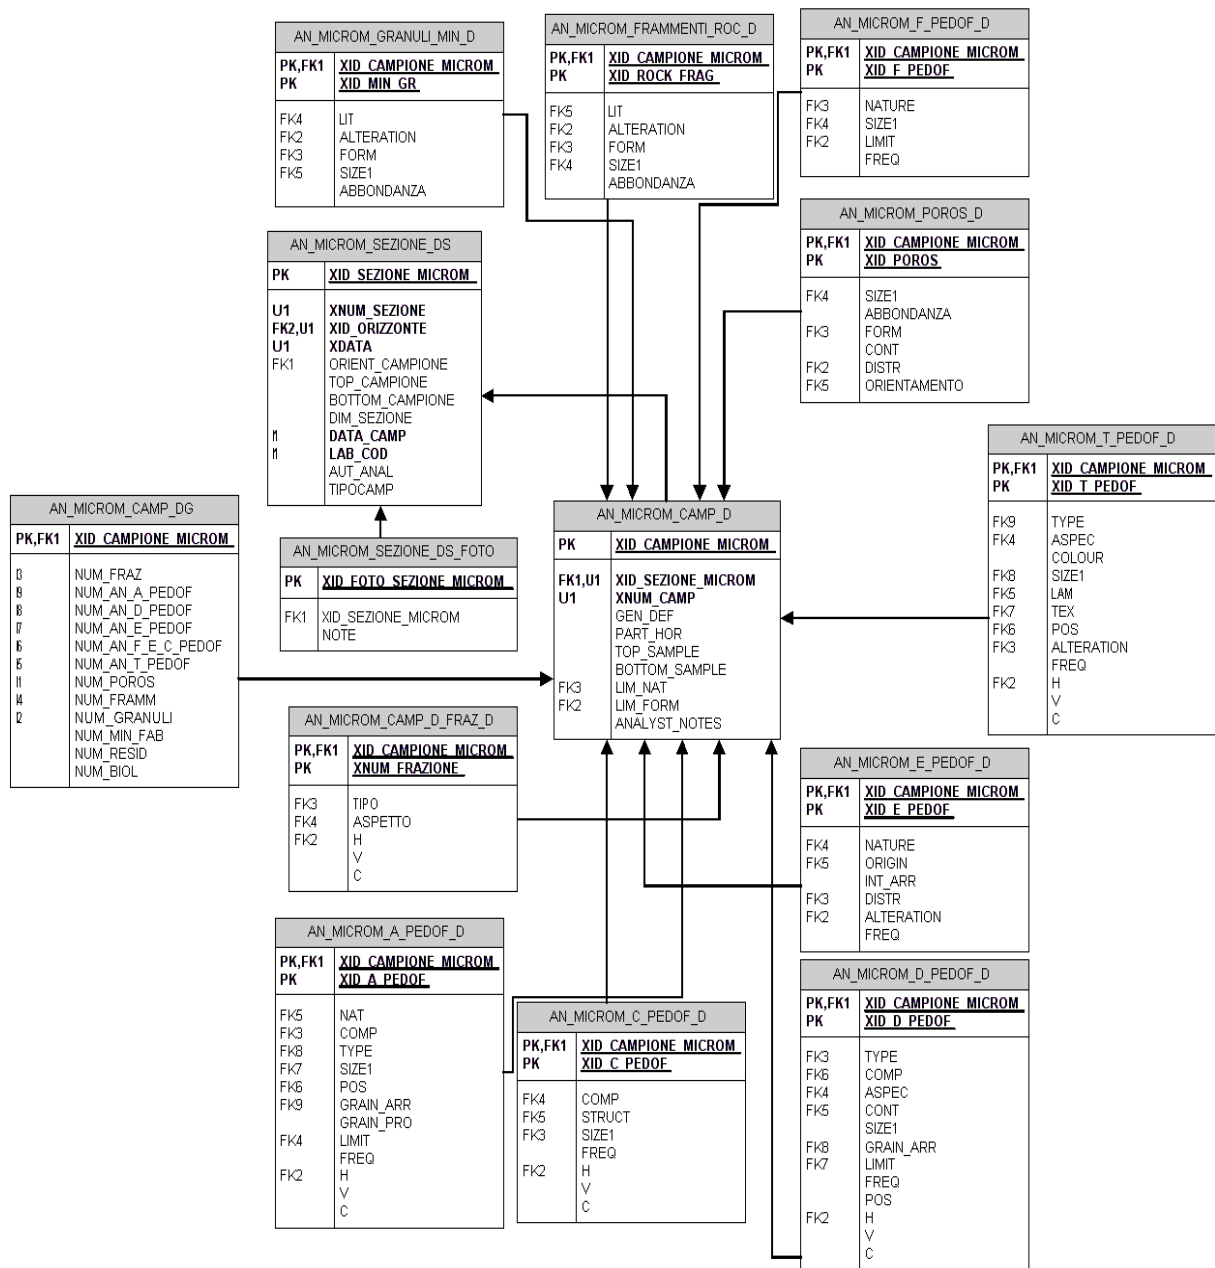 AN_MICROM_GRANULI_MIN_D
PK,FK1 XID_CAMPIONE_MICROM
PK XID_MIN_GR
FK4 LIT
FK2 ALTERATION
FK3 FORM
FK5 SIZE1
ABBONDANZA
AN_MICROM_FRAMMENTI_ROC_D
PK,FK1 XID_CAMPIONE_MICROM
PK XID_ROCK_FRAG
FK5 LIT
FK2 ALTERATION
FK3 FORM
FK4 SIZE1
ABBONDANZA
AN_MICROM_F_PEDOF_D
PK,FK1 XID_CAMPIONE_MICROM
PK XID_F_PEDOF
FK3 NATURE
FK4 SIZE1
FK2 LIMIT
FREQ
AN_MICROM_SEZIONE_DS
PK XID_SEZIONE_MICROM
U1 XNUM_SEZIONE
FK2,U1 XID_ORIZZONTE
U1 XDATA
FK1 ORIENT_CAMPIONE
TOP_CAMPIONE
BOTTOM_CAMPIONE
DIM_SEZIONE
DATA_CAMP
LAB_COD
AUT_ANAL
TIPOCAMP
AN_MICROM_POROS_D
PK,FK1 XID_CAMPIONE_MICROM
PK XID_POROS
FK4 SIZE1
ABBONDANZA
FK3 FORM
CONT
FK2 DISTR
FK5 ORIENTAMENTO
AN_MICROM_T_PEDOF_D
PK,FK1 XID_CAMPIONE_MICROM
PK XID_T_PEDOF
FK9 TYPE
FK4 ASPEC
COLOUR
FK8 SIZE1
FK5 LAM
FK7 TEX
FK6 POS
FK3 ALTERATION
FREQ
FK2 H
V
C
AN_MICROM_CAMP_DG
PK,FK1 XID_CAMPIONE_MICROM
I3 NUM_FRAZ
I9 NUM_AN_A_PEDOF
I8 NUM_AN_D_PEDOF
I7 NUM_AN_E_PEDOF
I6 NUM_AN_F_E_C_PEDOF
I5 NUM_AN_T_PEDOF
I1 NUM_POROS
I4 NUM_FRAMM
I2 NUM_GRANULI
NUM_MIN_FAB
NUM_RESID
NUM_BIOL
AN_MICROM_SEZIONE_DS_FOTO
PK XID_FOTO_SEZIONE_MICROM
FK1 XID_SEZIONE_MICROM
NOTE
AN_MICROM_CAMP_D
PK XID_CAMPIONE_MICROM
FK1,U1 XID_SEZIONE_MICROM
U1 XNUM_CAMP
GEN_DEF
PART_HOR
TOP_SAMPLE
BOTTOM_SAMPLE
FK3 LIM_NAT
FK2 LIM_FORM
ANALYST_NOTES
AN_MICROM_CAMP_D_FRAZ_D
PK,FK1 XID_CAMPIONE_MICROM
PK XNUM_FRAZIONE
FK3 TIPO
FK4 ASPETTO
FK2 H
V
C
AN_MICROM_E_PEDOF_D
PK,FK1 XID_CAMPIONE_MICROM
PK XID_E_PEDOF
FK4 NATURE
FK5 ORIGIN
INT_ARR
FK3 DISTR
FK2 ALTERATION
FREQ
AN_MICROM_A_PEDOF_D
PK,FK1 XID_CAMPIONE_MICROM
PK XID_A_PEDOF
FK5 NAT
FK3 COMP
FK8 TYPE
FK7 SIZE1
FK6 POS
FK9 GRAIN_ARR
GRAIN_PRO
FK4 LIMIT
FREQ
FK2 H
V
C
AN_MICROM_C_PEDOF_D
PK,FK1 XID_CAMPIONE_MICROM
PK XID_C_PEDOF
FK4 COMP
FK5 STRUCT
FK3 SIZE1
FREQ
FK2 H
V
C
AN_MICROM_D_PEDOF_D
PK,FK1 XID_CAMPIONE_MICROM
PK XID_D_PEDOF
FK3 TYPE
FK6 COMP
FK4 ASPEC
FK5 CONT
SIZE1
FK8 GRAIN_ARR
FK7 LIMIT
FREQ
POS
FK2 H
V
C